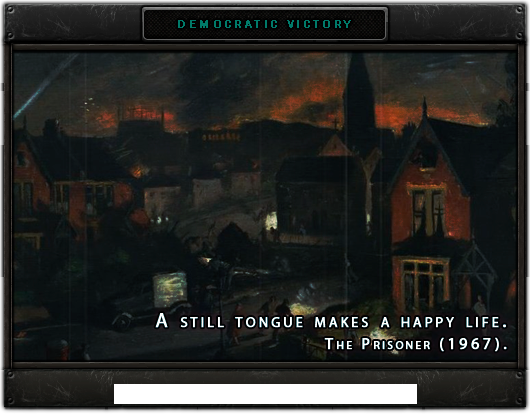 DEMOCRATIC VICTORY
A STILL TONGUE MAKES A HAPPY LIFE.
THE PRISONER (1967).